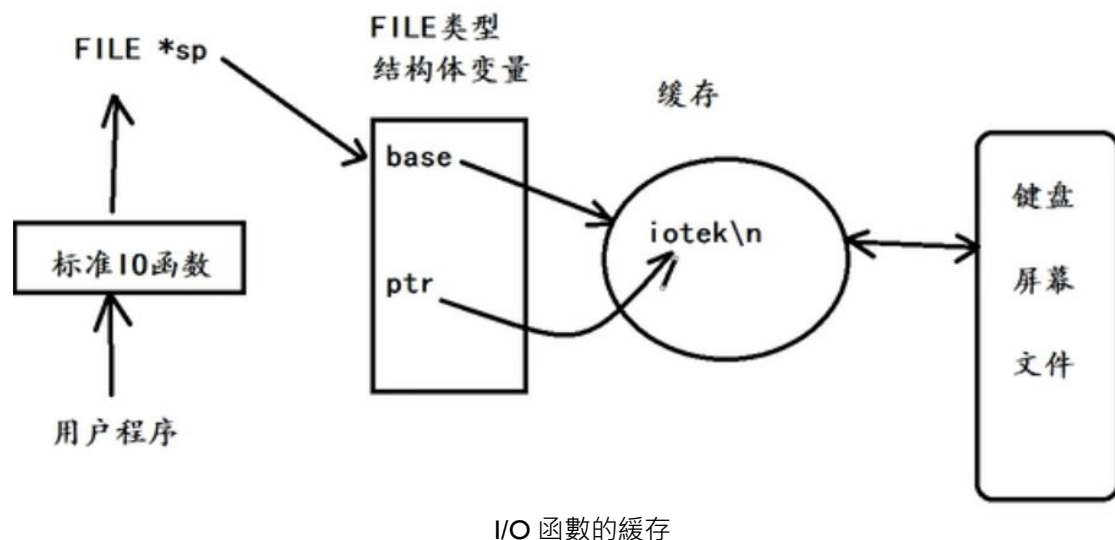 FILE *sp
FILE类型
结构体变量
缓存
base
ptr
iotek\n
键盘
屏幕
文件
标准IO函数
用户程序
I/O 函數的緩存